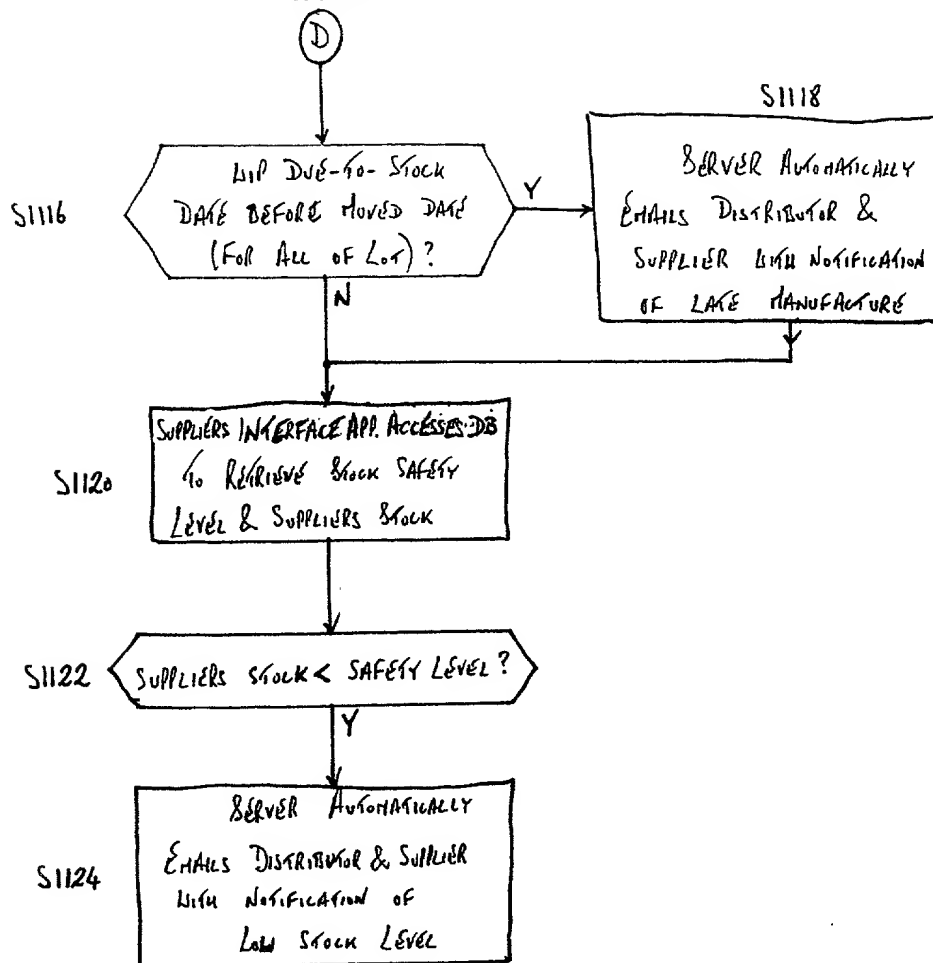 D
S1116
WIP DUE-TO-STOCK
DATE BEFORE MOVED DATE
(FOR ALL OF LOT)?
Y
N
S1118
SERVER AUTOMATICALLY
EMAILS DISTRIBUTOR &
SUPPLIER WITH NOTIFICATION
OF LATE MANUFACTURE
S1120
SUPPLIERS INTERFACE APP. ACCESSES DB
TO RETRIEVE STOCK SAFETY
LEVEL & SUPPLIERS STOCK
S1122
SUPPLIERS STOCK < SAFETY LEVEL?
Y
S1124
SERVER AUTOMATICALLY
EMAILS DISTRIBUTOR & SUPPLIER
WITH NOTIFICATION OF
LOW STOCK LEVEL